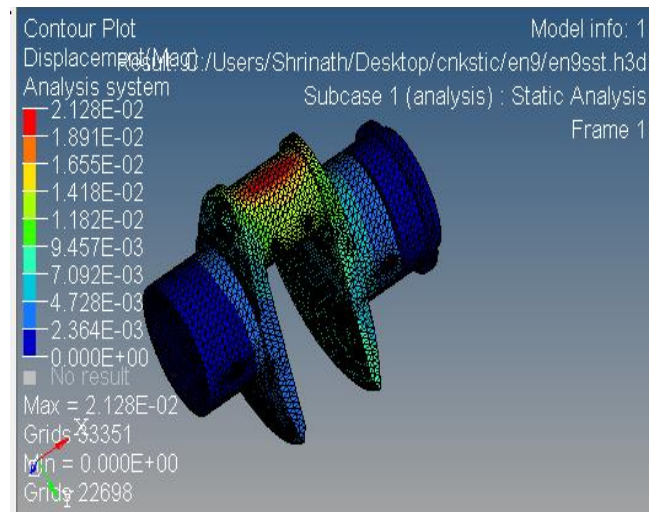 Contour Plot
Model info: 1
Displacement(Mag)
Result: C:/Users/Shrinath/Desktop/cnkstic/en9/en9sst.h3d
Analysis system
Subcase 1 (analysis) : Static Analysis
Frame 1
2.128E-02
1.891E-02
1.655E-02
1.418E-02
1.182E-02
9.457E-03
7.092E-03
4.728E-03
2.364E-03
0.000E+00
No result
Max = 2.128E-02
Grids 33351
X
Min = 0.000E+00
Grids 22698
Y